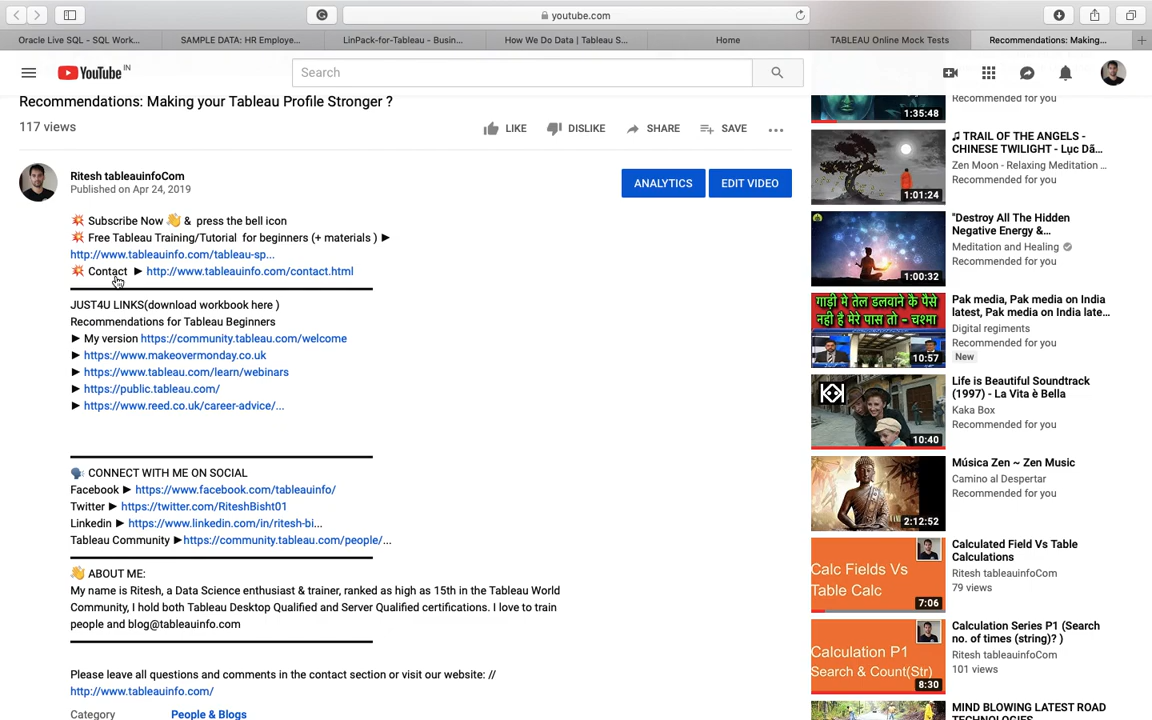 youtube.com
Oracle Live SQL - SQL Work...
SAMPLE DATA: HR Employe...
LinPack-for-Tableau - Busin...
How We Do Data | Tableau S...
Home
TABLEAU Online Mock Tests
Recommendations: Making...
YouTube IN
Search
Recommendations: Making your Tableau Profile Stronger ?
117 views
LIKE
DISLIKE
SHARE
SAVE
Ritesh tableauinfoCom
Published on Apr 24, 2019
ANALYTICS
EDIT VIDEO
💥 Subscribe Now 👋 & press the bell icon
💥 Free Tableau Training/Tutorial for beginners (+ materials ) ►
http://www.tableauinfo.com/tableau-sp...
💥 Contact ► http://www.tableauinfo.com/contact.html
JUST4U LINKS(download workbook here )
Recommendations for Tableau Beginners
► My version https://community.tableau.com/welcome
► https://www.makeovermonday.co.uk
► https://www.tableau.com/learn/webinars
► https://public.tableau.com/
► https://www.reed.co.uk/career-advice/...
🗣 CONNECT WITH ME ON SOCIAL
Facebook ► https://www.facebook.com/tableauinfo/
Twitter ► https://twitter.com/RiteshBisht01
Linkedin ► https://www.linkedin.com/in/ritesh-bi...
Tableau Community ►https://community.tableau.com/people/...
👋 ABOUT ME:
My name is Ritesh, a Data Science enthusiast & trainer, ranked as high as 15th in the Tableau World
Community, I hold both Tableau Desktop Qualified and Server Qualified certifications. I love to train
people and blog@tableauinfo.com
Please leave all questions and comments in the contact section or visit our website: //
http://www.tableauinfo.com/
Category People & Blogs
1:35:48
Recommended for you
1:01:24
♫ TRAIL OF THE ANGELS -
CHINESE TWILIGHT - Lục Dã...
Zen Moon - Relaxing Meditation ...
Recommended for you
1:00:32
"Destroy All The Hidden
Negative Energy &...
Meditation and Healing
Recommended for you
गाड़ी मे तेल डलवाने के पैसे
नही है मेरे पास तो - चश्मा
10:57
Pak media, Pak media on India
latest, Pak media on India late...
Digital regiments
Recommended for you
New
10:40
Life is Beautiful Soundtrack
(1997) - La Vita è Bella
Kaka Box
Recommended for you
2:12:52
Música Zen ~ Zen Music
Camino al Despertar
Recommended for you
Calc Fields Vs
Table Calc
7:06
Calculated Field Vs Table
Calculations
Ritesh tableauinfoCom
79 views
Calculation P1
Search & Count(Str)
8:30
Calculation Series P1 (Search
no. of times (string)? )
Ritesh tableauinfoCom
101 views
MIND BLOWING LATEST ROAD
TECHNOLOGIES